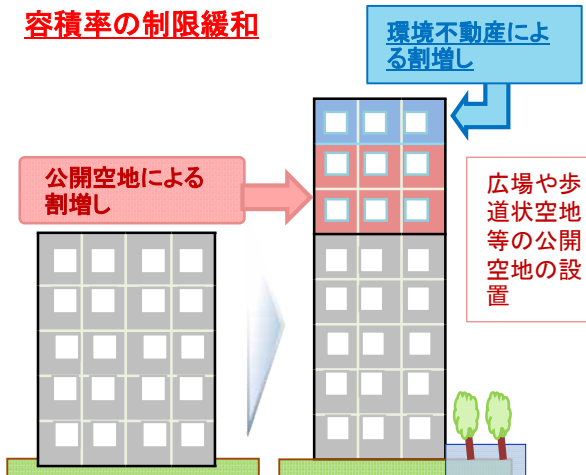 容積率の制限緩和
環境不動産によ
る割増し
公開空地による
割増し
広場や歩
道状空地
等の公開
空地の設
置